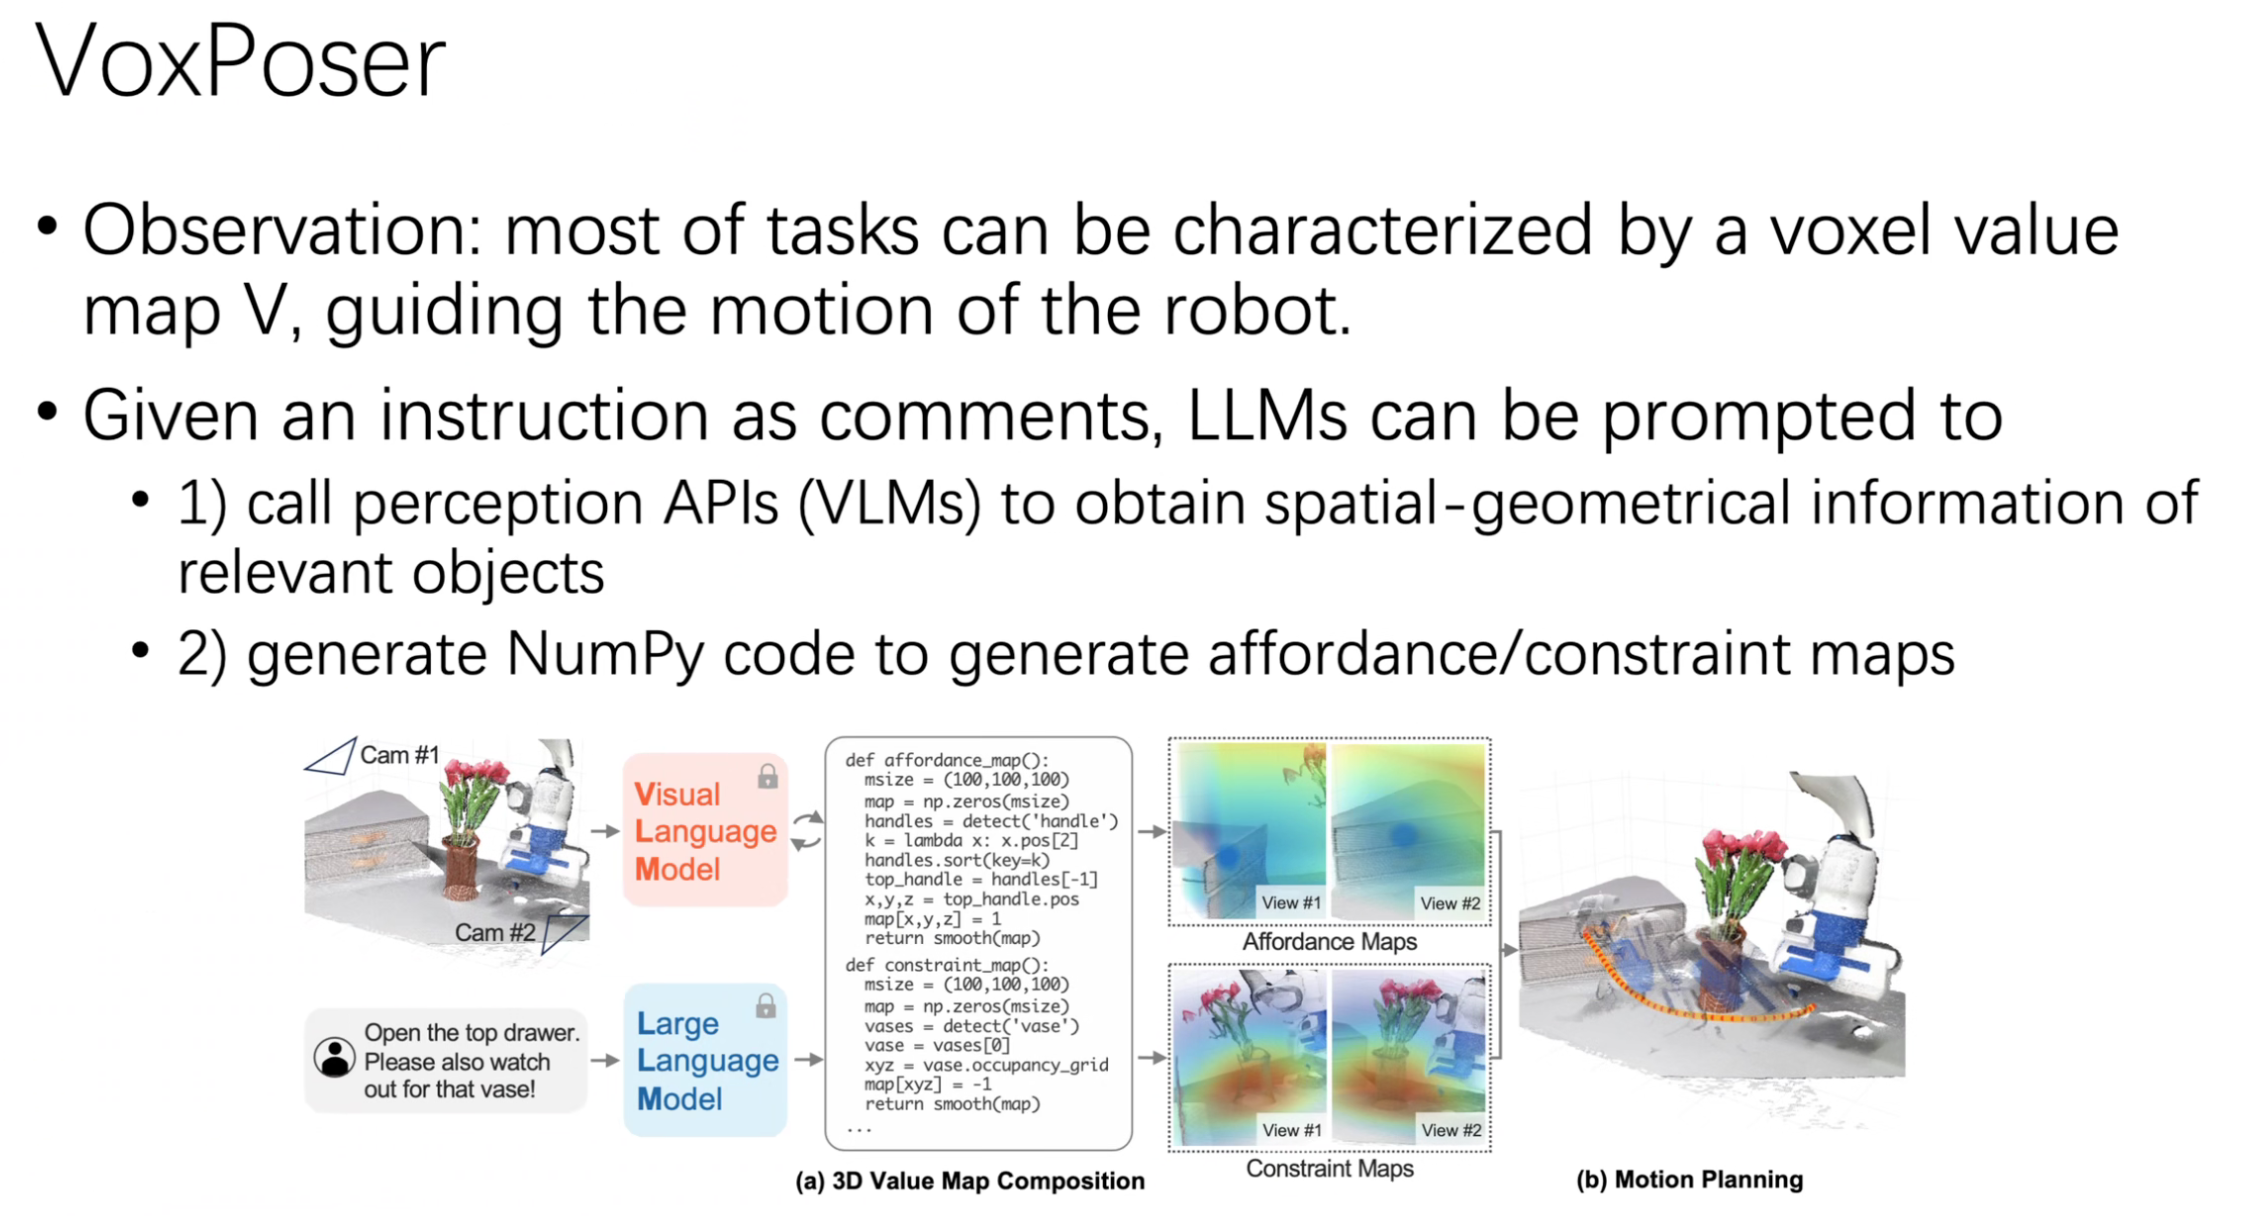 VoxPoser
• Observation: most of tasks can be characterized by a voxel value
map V, guiding the motion of the robot.
• Given an instruction as comments, LLMs can be prompted to
• 1) call perception APIs (VLMs) to obtain spatial-geometrical information of
relevant objects
• 2) generate NumPy code to generate affordance/constraint maps
Cam #1
Cam #2
Open the top drawer.
Please also watch
out for that vase!
Visual
Language
Model
Large
Language
Model
def affordance_map():
  msize = (100,100,100)
  map = np.zeros(msize)
  handles = detect('handle')
  k = lambda x: x.pos[2]
  handles.sort(key=k)
  top_handle = handles[-1]
  x,y,z = top_handle.pos
  map[x,y,z] = 1
  return smooth(map)
def constraint_map():
  msize = (100,100,100)
  map = np.zeros(msize)
  vases = detect('vase')
  vase = vases[0]
  xyz = vase.occupancy_grid
  map[xyz] = -1
  return smooth(map)
...
View #1
View #2
Affordance Maps
View #1
View #2
Constraint Maps
(a) 3D Value Map Composition
(b) Motion Planning